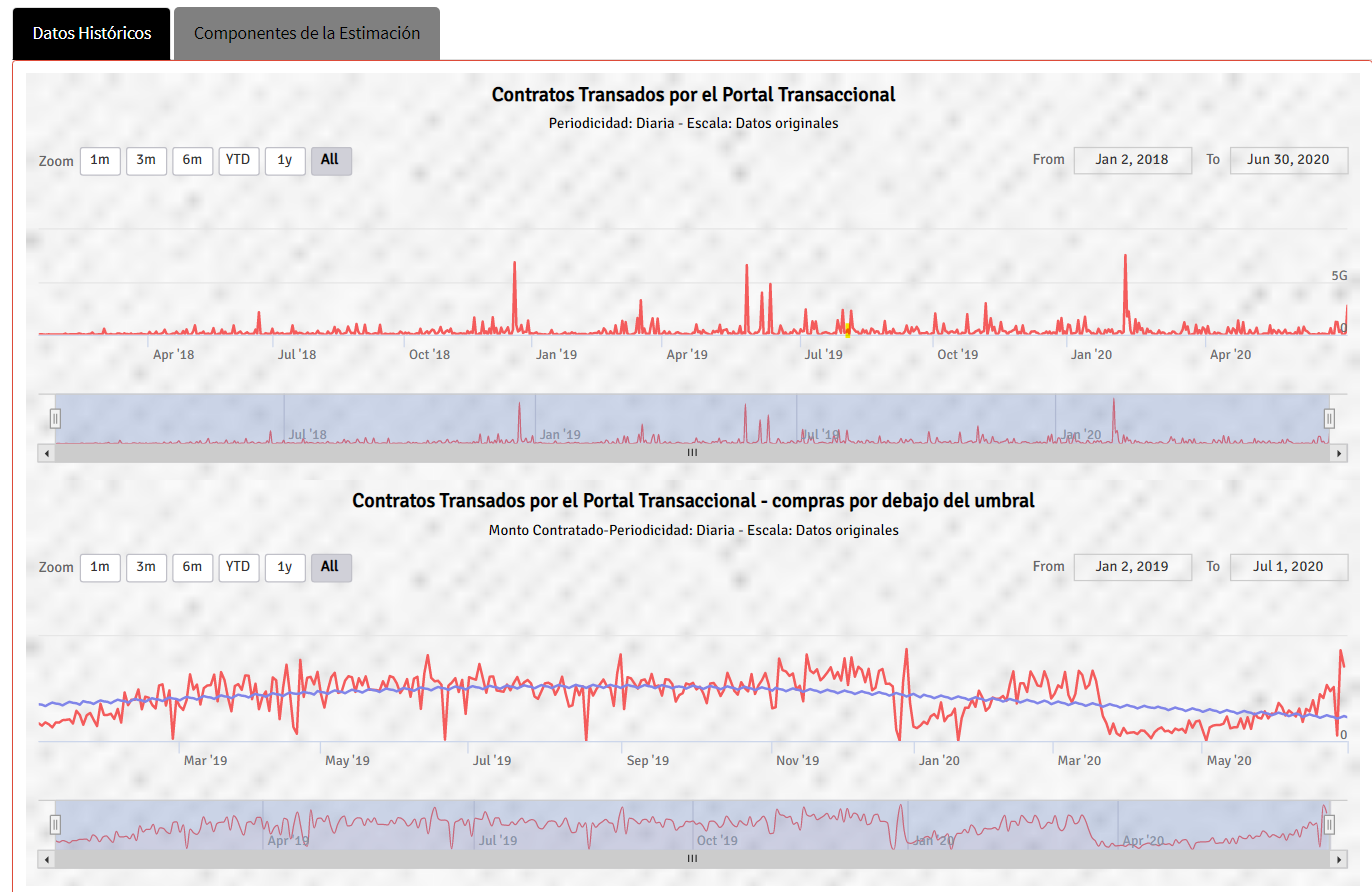 Datos Históricos Componentes de la Estimación
Contratos Transados por el Portal Transaccional
Periodicidad: Diaria - Escala: Datos originales
Zoom 1m 3m 6m YTD 1y All From Jan 2, 2018 To Jun 30, 2020
5G
0
Apr '18 Jul '18 Oct '18 Jan '19 Apr '19 Jul '19 Oct '19 Jan '20 Apr '20
Jul '18 Jan '19 Jul '19 Jan '20
Contratos Transados por el Portal Transaccional - compras por debajo del umbral
Monto Contratado-Periodicidad: Diaria - Escala: Datos originales
Zoom 1m 3m 6m YTD 1y All From Jan 2, 2019 To Jul 1, 2020
0
Mar '19 May '19 Jul '19 Sep '19 Nov '19 Jan '20 Mar '20 May '20
Apr '19 Jul '19 Oct '19 Jan '20 Apr '20